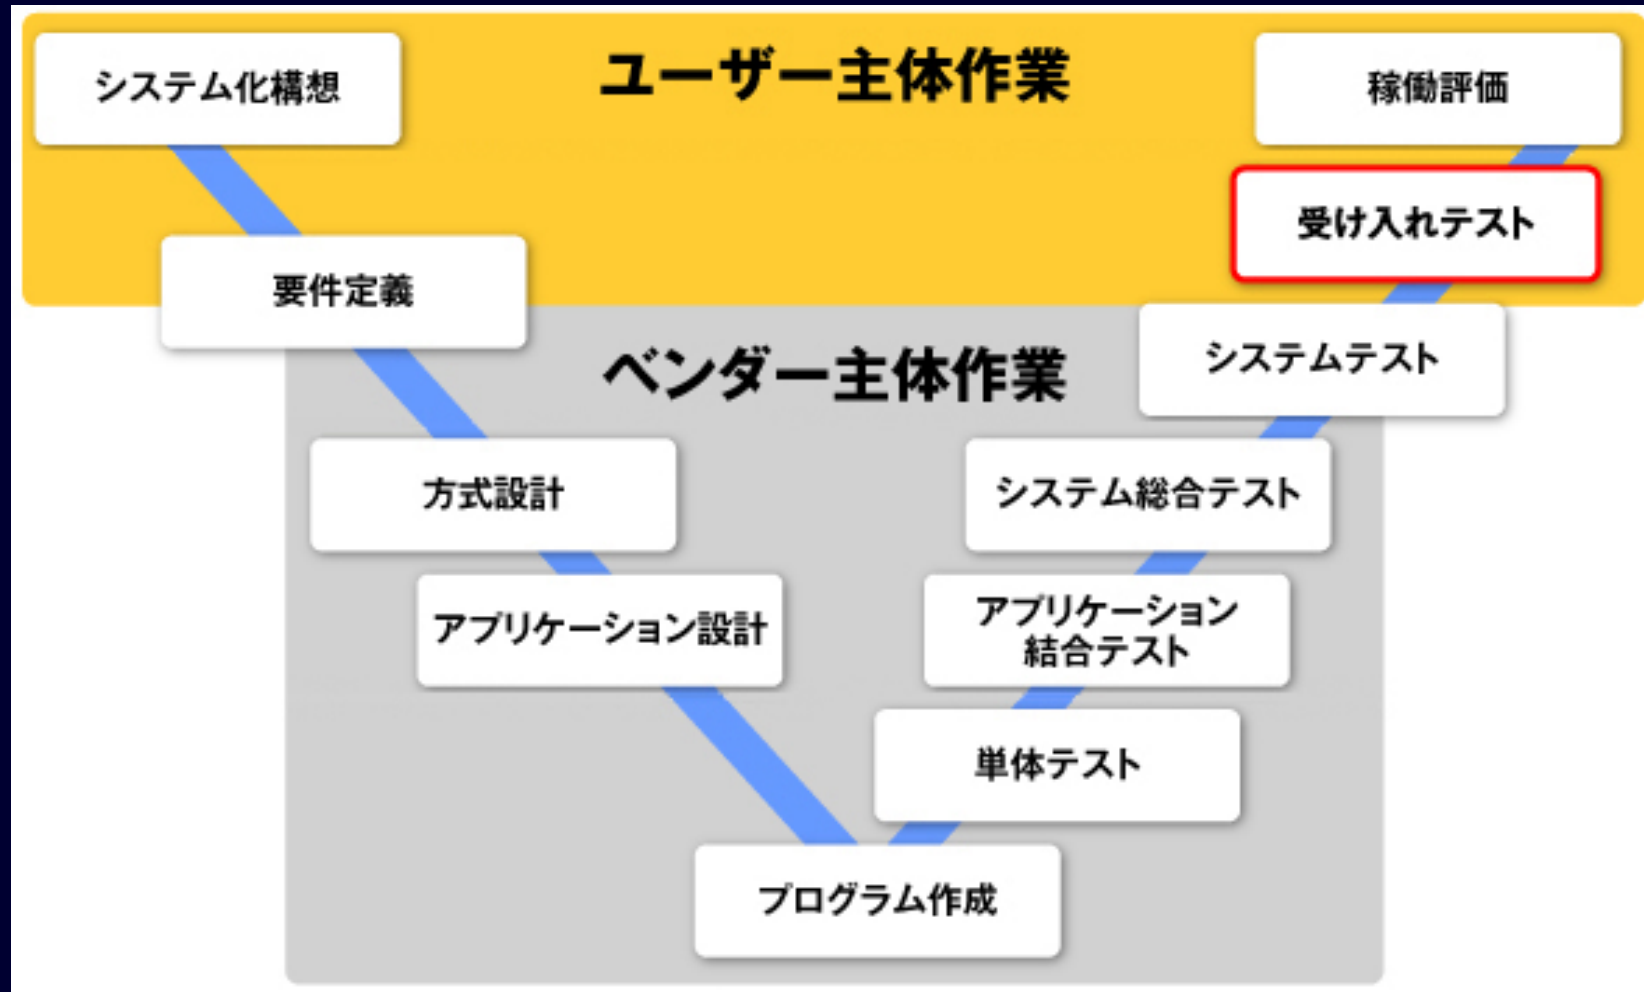 システム化構想
ユーザー主体作業
稼働評価
受け入れテスト
要件定義
ベンダー主体作業
システムテスト
方式設計
システム総合テスト
アプリケーション設計
アプリケーション
結合テスト
単体テスト
プログラム作成